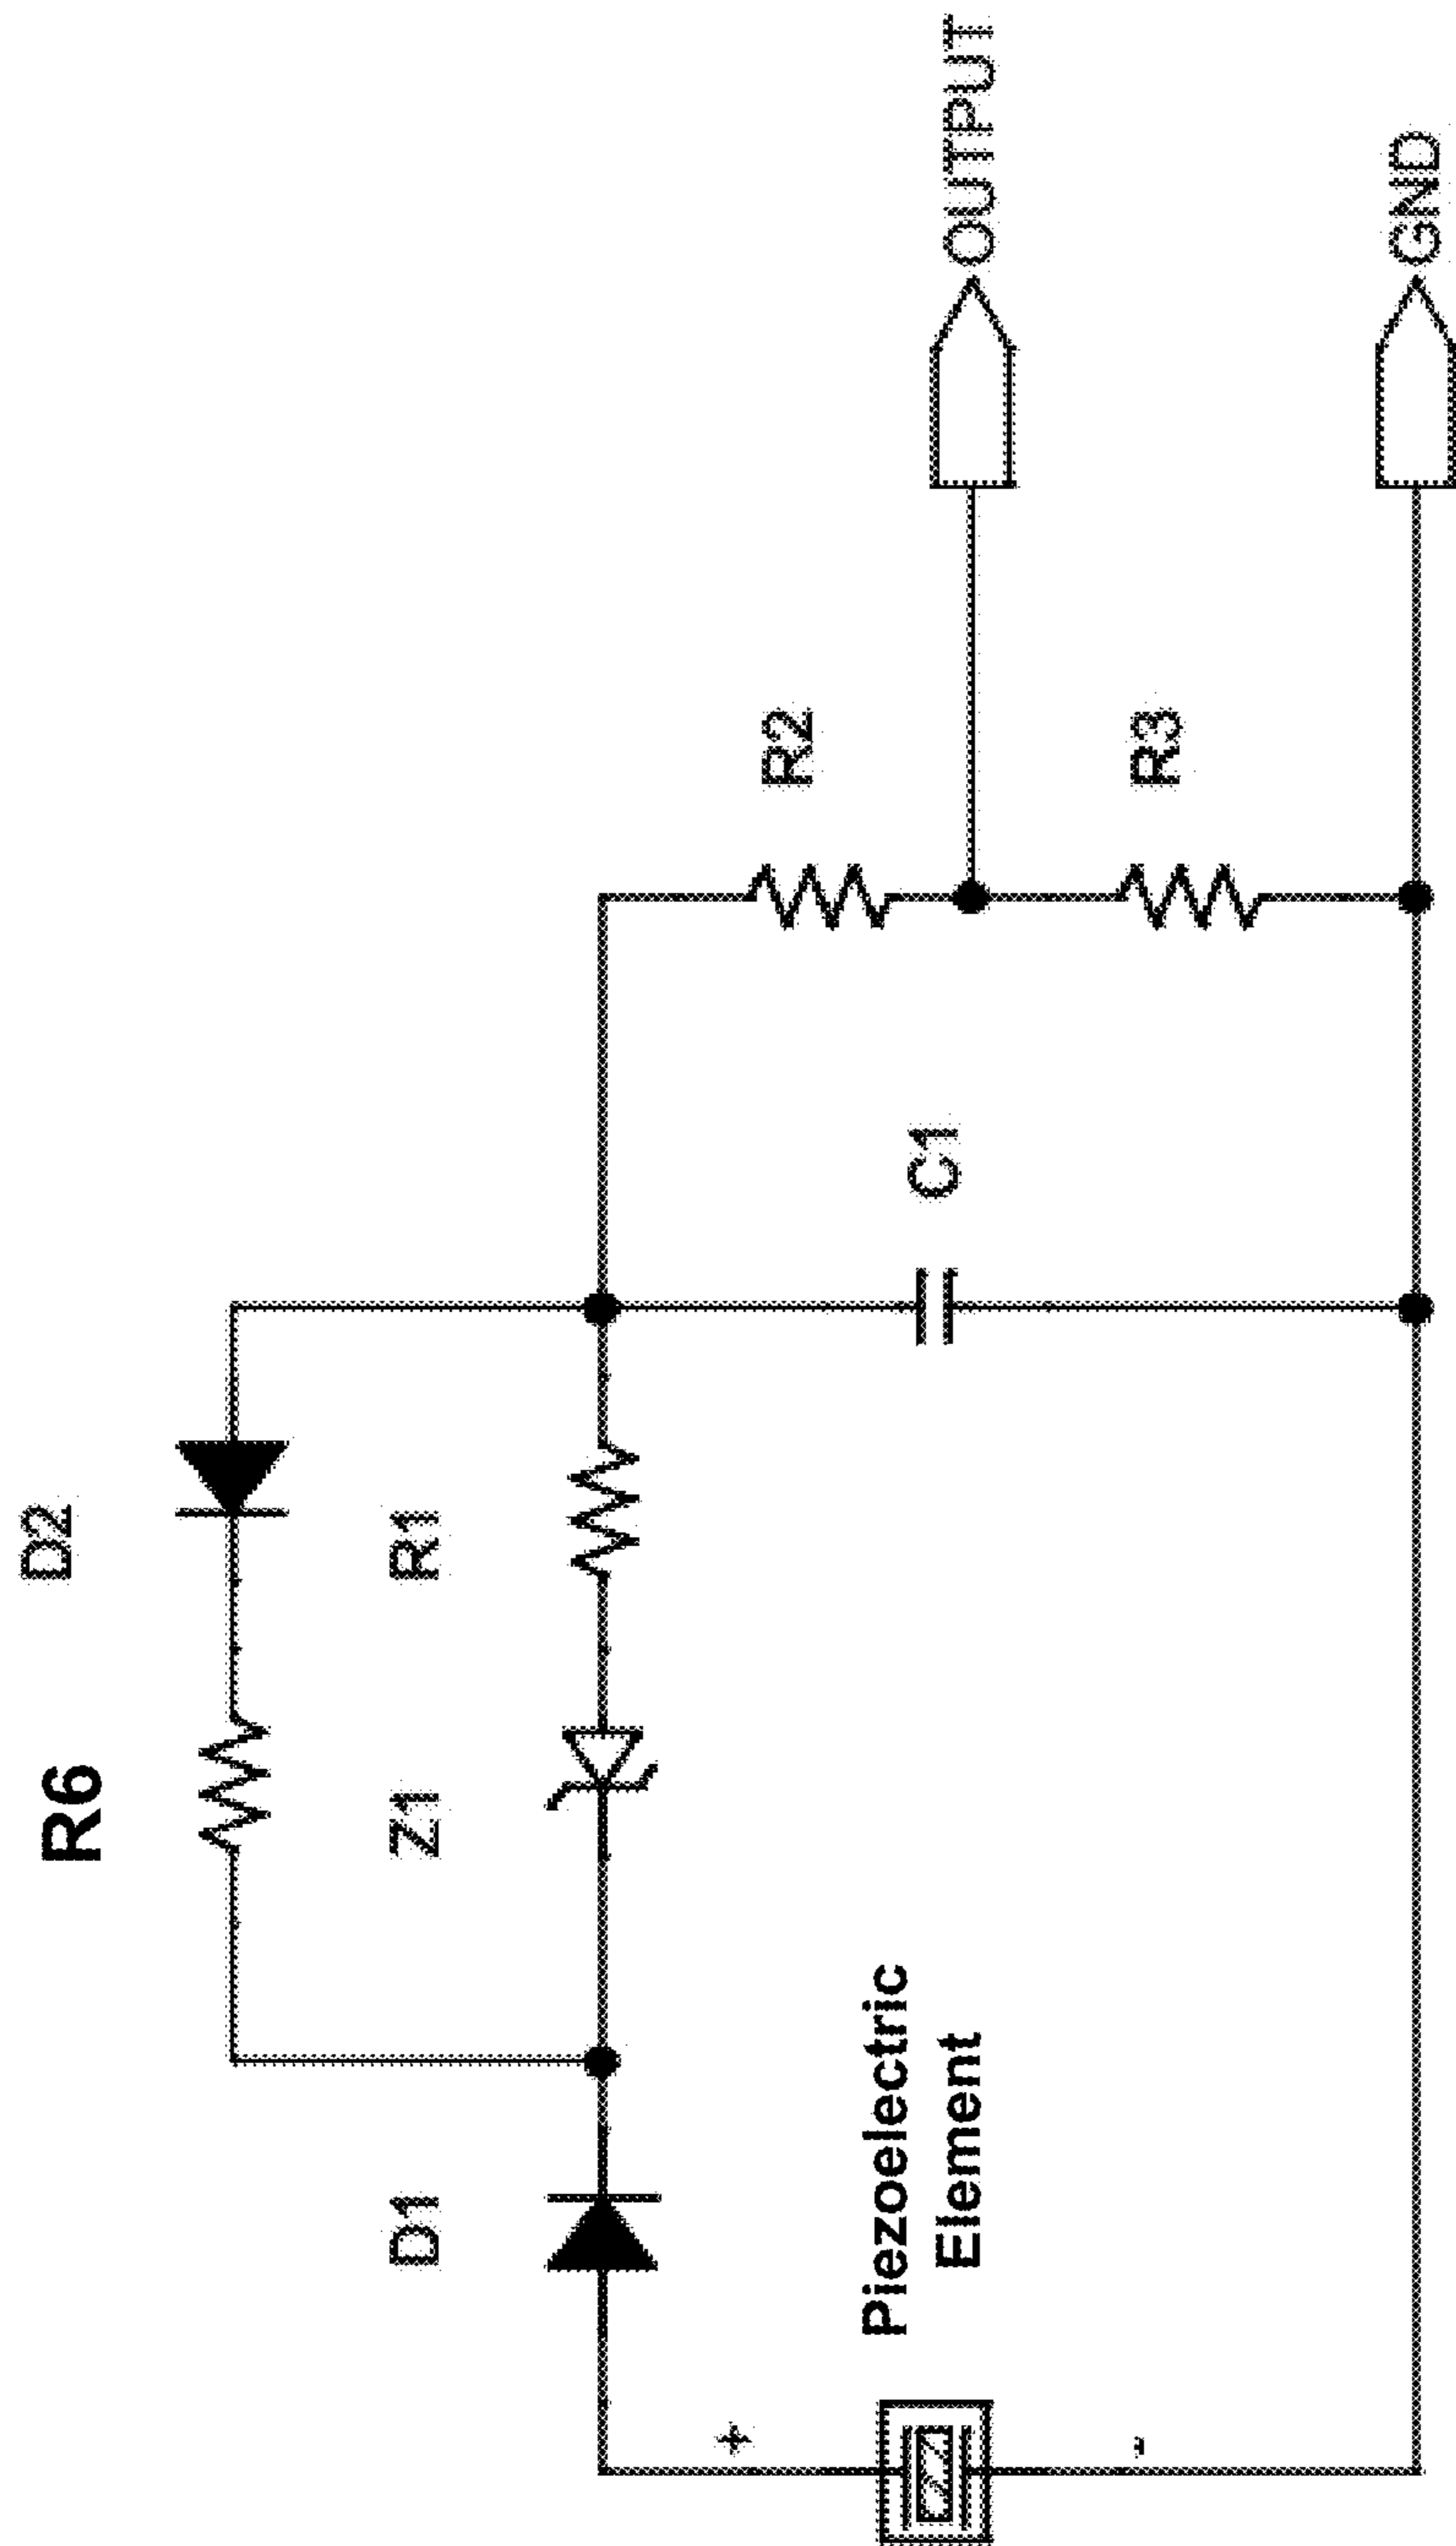 R6
D2
D1
Z1
R1
C1
R2
R3
OUTPUT
GND
+
Piezoelectric
Element
-